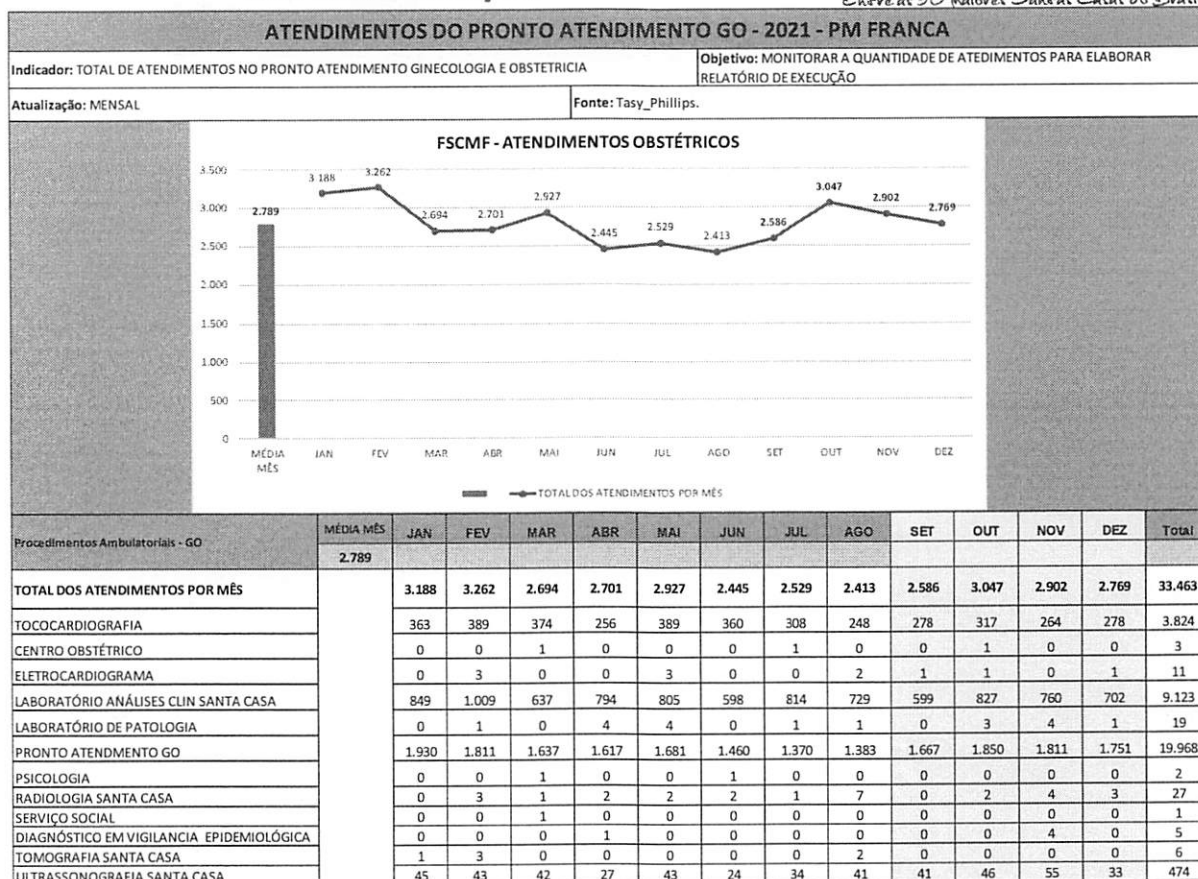 Entre as 50 Maiores Santas Casas do Brasil
ATENDIMENTOS DO PRONTO ATENDIMENTO GO - 2021 - PM FRANCA
Indicador: TOTAL DE ATENDIMENTOS NO PRONTO ATENDIMENTO GINECOLOGIA E OBSTETRICIA
Objetivo: MONITORAR A QUANTIDADE DE ATEDIMENTOS PARA ELABORAR
RELATÓRIO DE EXECUÇÃO
Atualização: MENSAL
Fonte: Tasy_Phillips.
FSCMF - ATENDIMENTOS OBSTÉTRICOS
3.500
3.000
2.500
2.000
1.500
1.000
500
0
2.789
3.188
3.262
2.694
2.701
2.927
2.445
2.529
2.413
2.586
3.047
2.902
2.769
MÉDIA MÊS JAN FEV MAR ABR MAI JUN JUL AGO SET OUT NOV DEZ
TOTAL DOS ATENDIMENTOS POR MÊS
Procedimentos Ambulatoriais - GO MÉDIA MÊS JAN FEV MAR ABR MAI JUN JUL AGO SET OUT NOV DEZ Total
2.789
TOTAL DOS ATENDIMENTOS POR MÊS 3.188 3.262 2.694 2.701 2.927 2.445 2.529 2.413 2.586 3.047 2.902 2.769 33.463
TOCOCARDIOGRAFIA 363 389 374 256 389 360 308 248 278 317 264 278 3.824
CENTRO OBSTÉTRICO 0 0 1 0 0 0 1 0 0 1 0 0 3
ELETROCARDIOGRAMA 0 3 0 0 3 0 0 2 1 1 0 1 11
LABORATÓRIO ANÁLISES CLIN SANTA CASA 849 1.009 637 794 805 598 814 729 599 827 760 702 9.123
LABORATÓRIO DE PATOLOGIA 0 1 0 4 4 0 1 1 0 3 4 1 19
PRONTO ATENDMENTO GO 1.930 1.811 1.637 1.617 1.681 1.460 1.370 1.383 1.667 1.850 1.811 1.751 19.968
PSICOLOGIA 0 0 1 0 0 1 0 0 0 0 0 0 2
RADIOLOGIA SANTA CASA 0 3 1 2 2 2 1 7 0 2 4 3 27
SERVIÇO SOCIAL 0 0 1 0 0 0 0 0 0 0 0 0 1
DIAGNÓSTICO EM VIGILANCIA EPIDEMIOLÓGICA 0 0 0 1 0 0 0 0 0 0 4 0 5
TOMOGRAFIA SANTA CASA 1 3 0 0 0 0 0 2 0 0 0 0 6
ULTRASSONOGRAFIA SANTA CASA 45 43 42 27 43 24 34 41 41 46 55 33 474